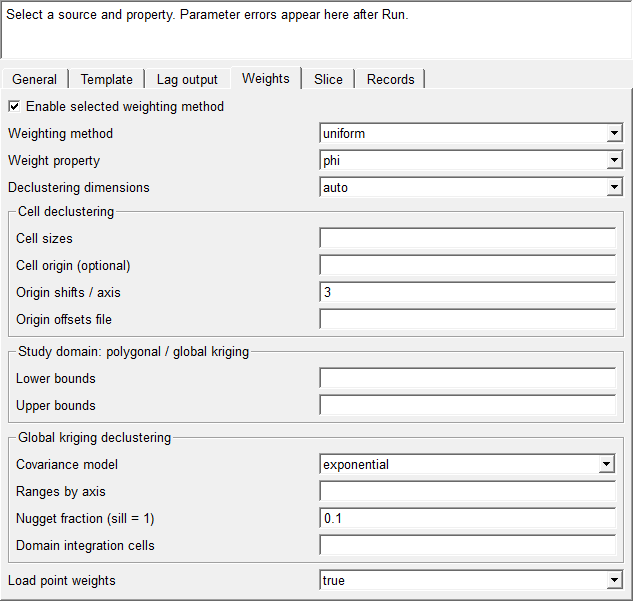 Select a source and property. Parameter errors appear here after Run.
General Template Lag output Weights Slice Records
Enable selected weighting method
Weighting method uniform
Weight property phi
Declustering dimensions auto
Cell declustering
Cell sizes
Cell origin (optional)
Origin shifts / axis 3
Origin offsets file
Study domain: polygonal / global kriging
Lower bounds
Upper bounds
Global kriging declustering
Covariance model exponential
Ranges by axis
Nugget fraction (sill = 1) 0.1
Domain integration cells
Load point weights true